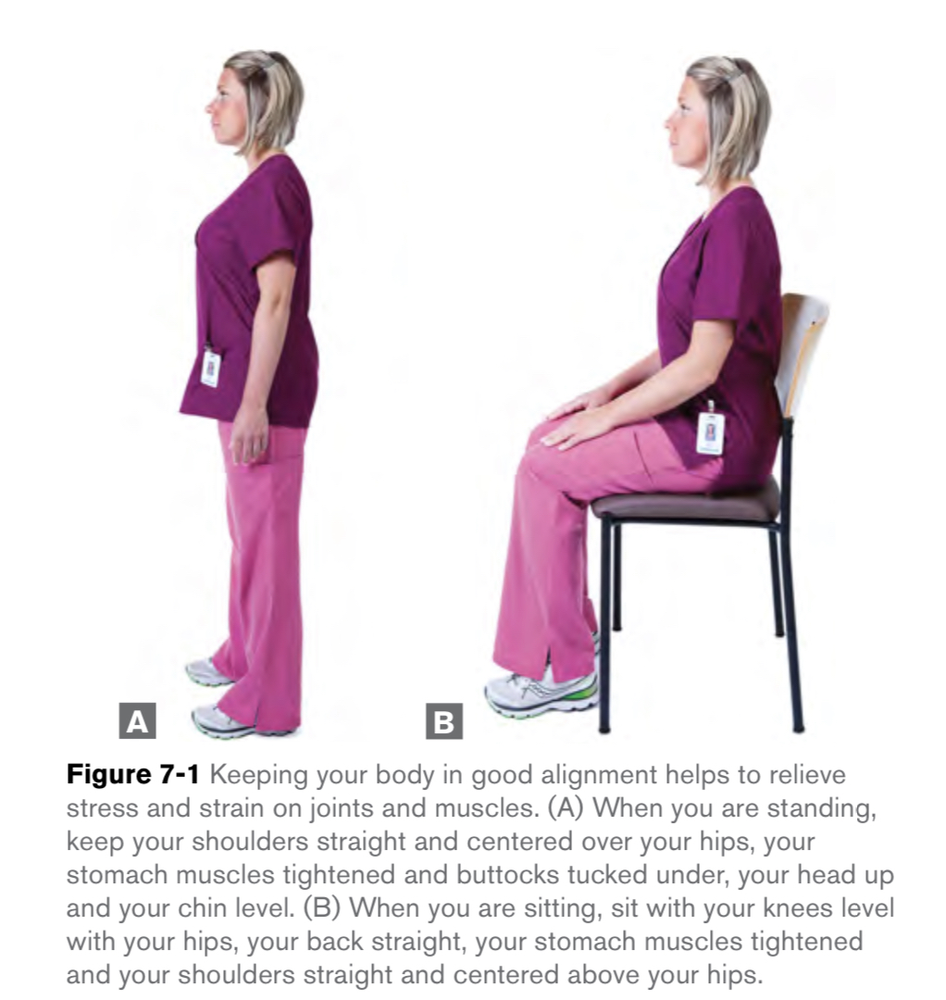 A
B
Figure 7-1 Keeping your body in good alignment helps to relieve
stress and strain on joints and muscles. (A) When you are standing,
keep your shoulders straight and centered over your hips, your
stomach muscles tightened and buttocks tucked under, your head up
and your chin level. (B) When you are sitting, sit with your knees level
with your hips, your back straight, your stomach muscles tightened
and your shoulders straight and centered above your hips.